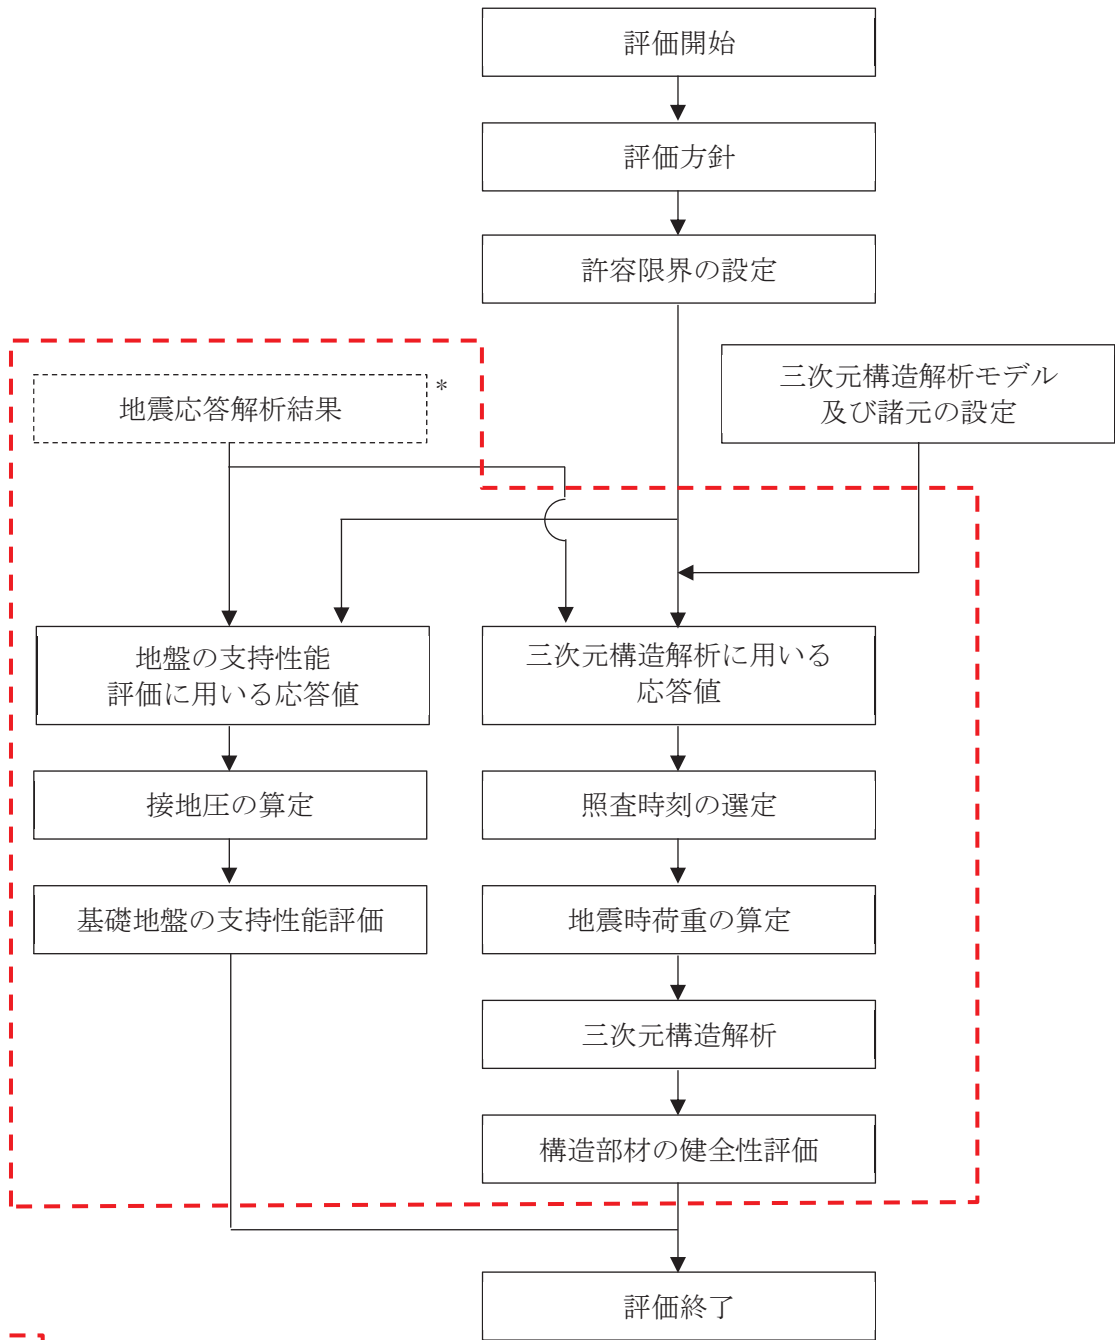 評価開始
評価方針
許容限界の設定
地震応答解析結果
*
三次元構造解析モデル
及び諸元の設定
地盤の支持性能
評価に用いる応答値
三次元構造解析に用いる
応答値
接地圧の算定
照査時刻の選定
基礎地盤の支持性能評価
地震時荷重の算定
三次元構造解析
構造部材の健全性評価
評価終了